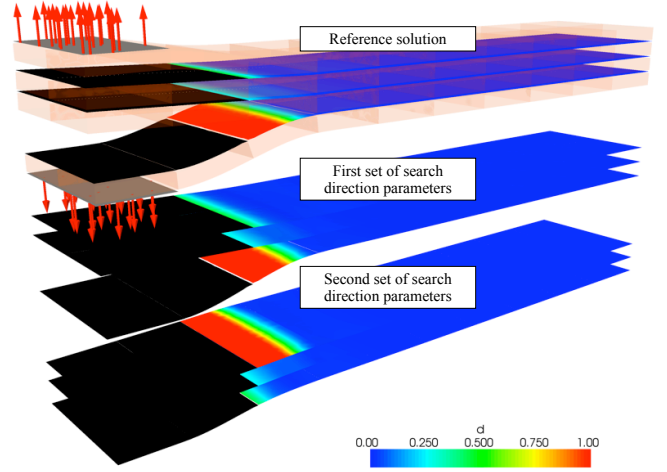 Reference solution
First set of search
direction parameters
Second set of search
direction parameters
d
0.00 0.250 0.500 0.750 1.00